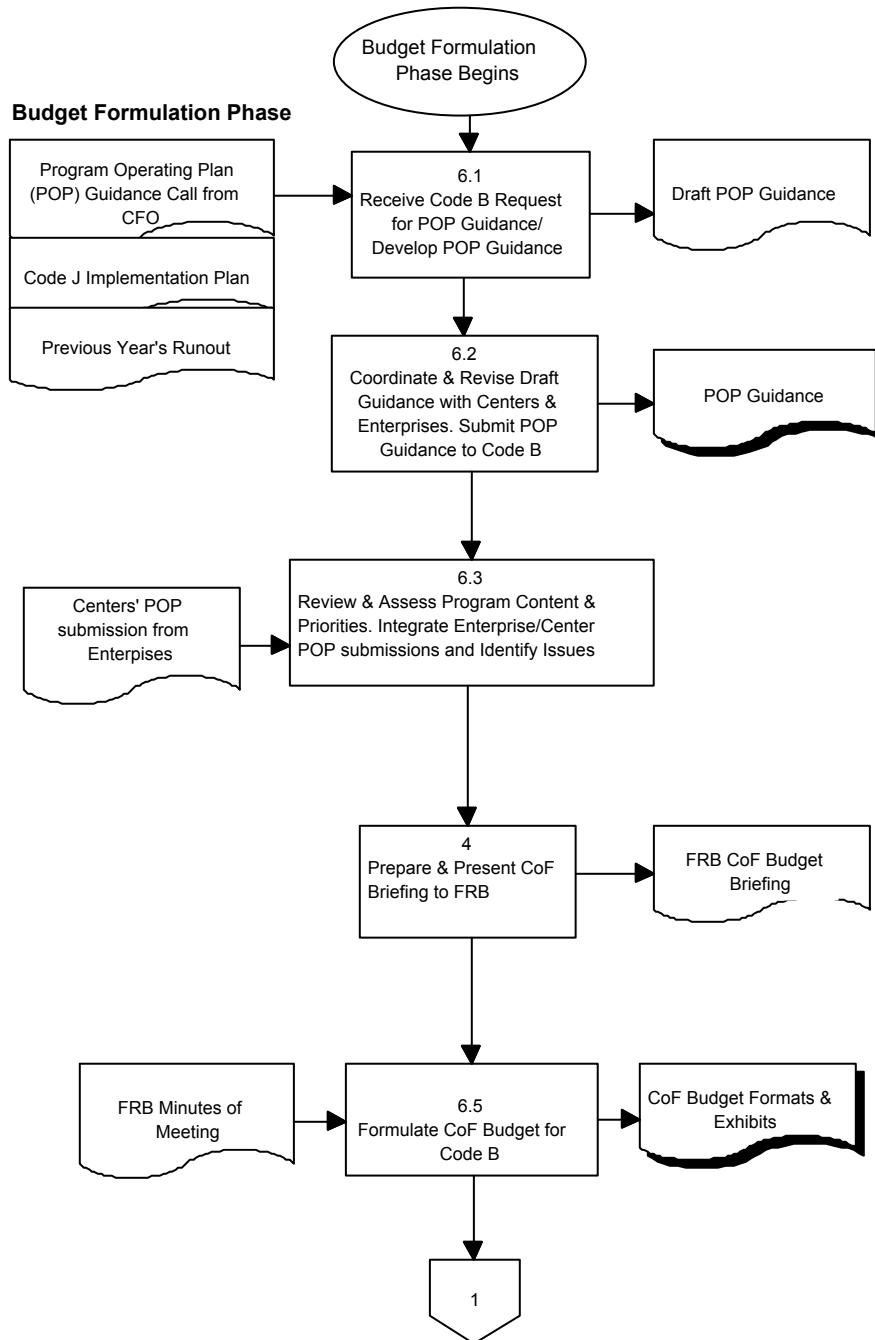 Budget Formulation
Phase Begins
Budget Formulation Phase
Program Operating Plan
(POP) Guidance Call from
CFO
Code J Implementation Plan
Previous Year's Runout
6.1
Receive Code B Request
for POP Guidance/
Develop POP Guidance
Draft POP Guidance
6.2
Coordinate & Revise Draft
Guidance with Centers &
Enterprises. Submit POP
Guidance to Code B
POP Guidance
Centers' POP
submission from
Enterpises
6.3
Review & Assess Program Content &
Priorities. Integrate Enterprise/Center
POP submissions and Identify Issues
4
Prepare & Present CoF
Briefing to FRB
FRB CoF Budget
Briefing
FRB Minutes of
Meeting
6.5
Formulate CoF Budget for
Code B
CoF Budget Formats &
Exhibits
1